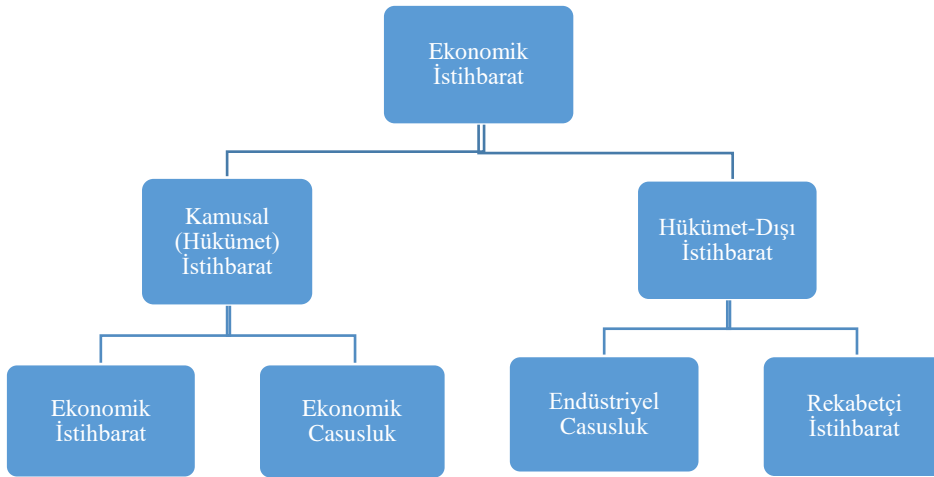 Ekonomik
İstihbarat
Kamusal
(Hükümet)
İstihbarat
Hükümet-Dışı
İstihbarat
Ekonomik
İstihbarat
Ekonomik
Casusluk
Endüstriyel
Casusluk
Rekabetçi
İstihbarat